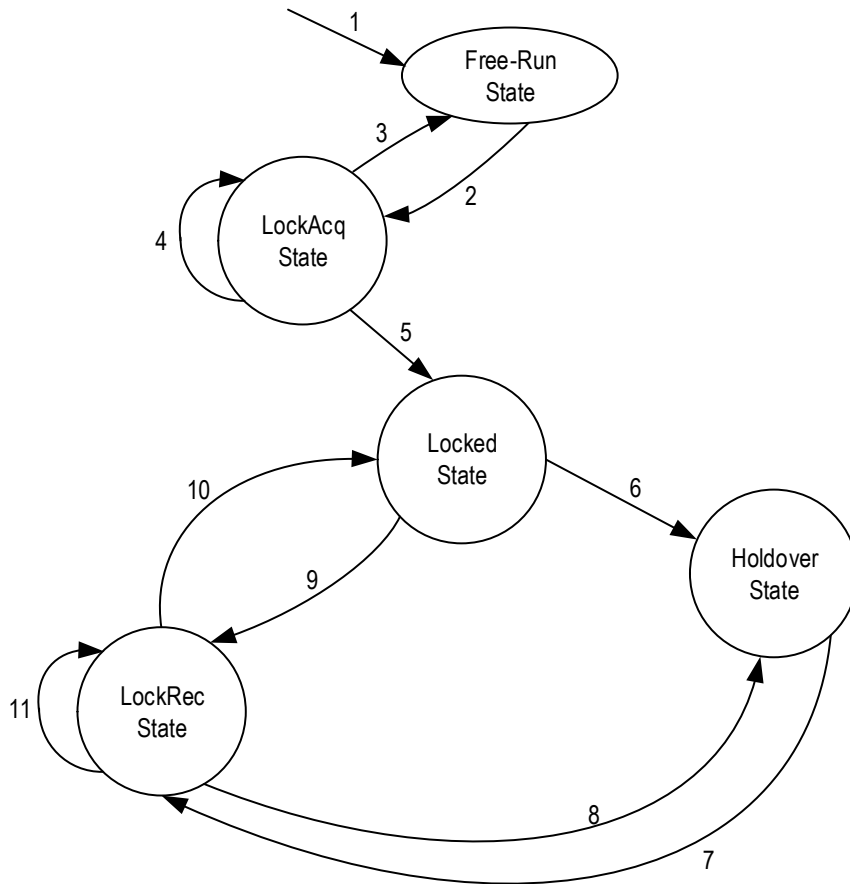 1
Free-Run
State
3
2
LockAcq
State
4
5
Locked
State
10
6
Holdover
State
9
LockRec
State
11
8
7